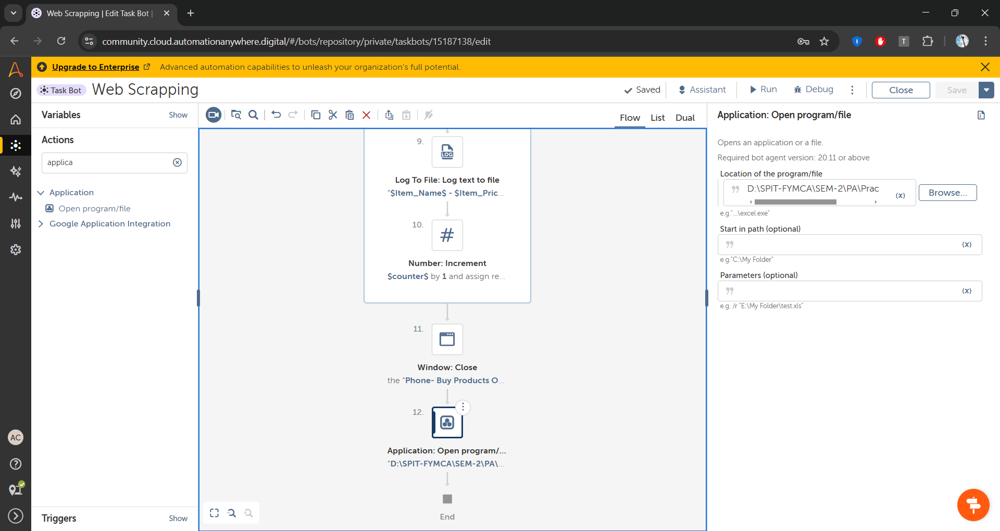 Web Scrapping | Edit Task Bot |
community.cloud.automationanywhere.digital/#/bots/repository/private/taskbots/15187138/edit
T
Upgrade to Enterprise
Advanced automation capabilities to unleash your organization's full potential.
Task Bot
Web Scrapping
Saved
Assistant
Run
Debug
Close
Save
Variables
Show
Flow
List
Dual
Application: Open program/file
Actions
applica
Application
Open program/file
Google Application Integration
9.
LOG
Log To File: Log text to file
"$Item_Name$ - $Item_Pric...
10.
#
Number: Increment
$counter$ by 1 and assign re...
11.
Window: Close
the "Phone- Buy Products O...
12.
Application: Open program/...
"D:\SPIT-FYMCA\SEM-2\PA\...
End
Opens an application or a file.
Required bot agent version: 20.11 or above
Location of the program/file
D:\SPIT-FYMCA\SEM-2\PA\Prac
(x)
Browse...
e.g."...\excel.exe"
Start in path (optional)
(x)
e.g."C:\My Folder"
Parameters (optional)
(x)
e.g. /r "E:\My Folder\test.xls"
AC
Triggers
Show